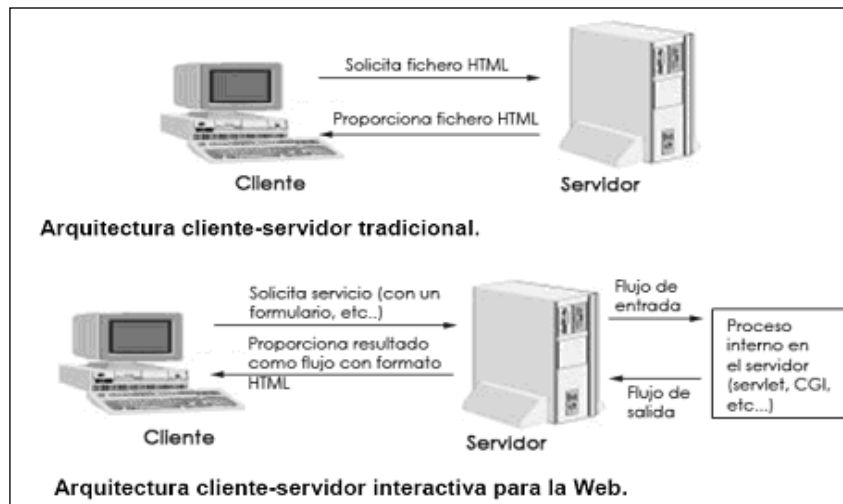 Solicita fichero HTML
Proporciona fichero HTML
Cliente
Servidor
Arquitectura cliente-servidor tradicional.
Solicita servicio (con un
formulario, etc..)
Proporciona resultado
como flujo con formato
HTML
Flujo de
entrada
Flujo de
salida
Proceso
interno en
el servidor
(servlet, CGI,
etc...)
Cliente
Servidor
Arquitectura cliente-servidor interactiva para la Web.